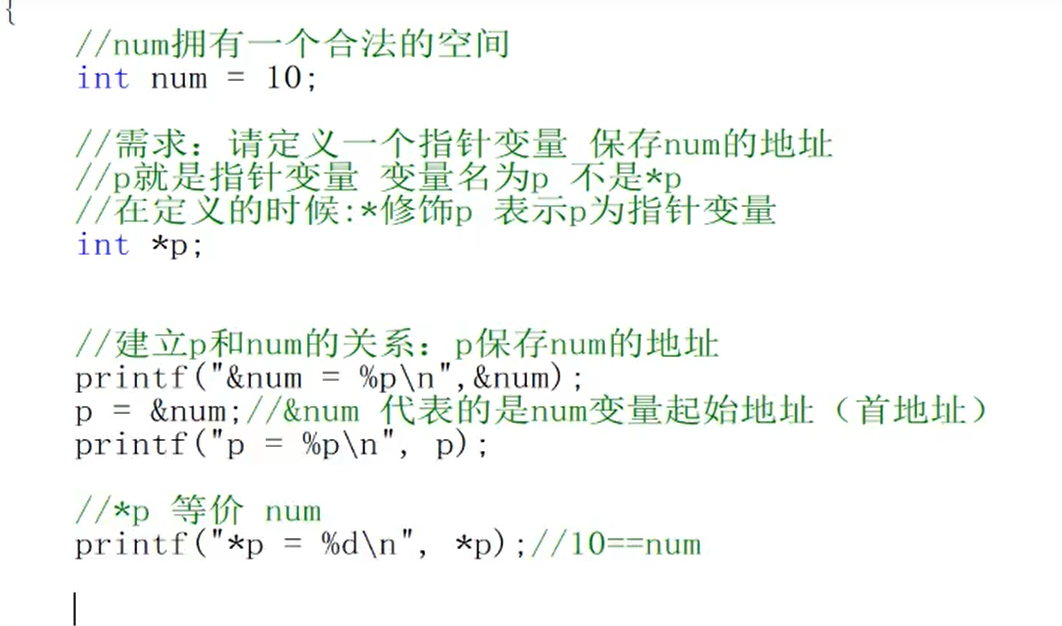 {
//num拥有一个合法的空间
int num = 10;
//需求：请定义一个指针变量 保存num的地址
//p就是指针变量 变量名为p 不是*p
//在定义的时候:*修饰p 表示p为指针变量
int *p;
//建立p和num的关系：p保存num的地址
printf("&num = %p\n",&num);
p = &num;//&num 代表的是num变量起始地址（首地址）
printf("p = %p\n", p);
//*p 等价 num
printf("*p = %d\n", *p);//10==num